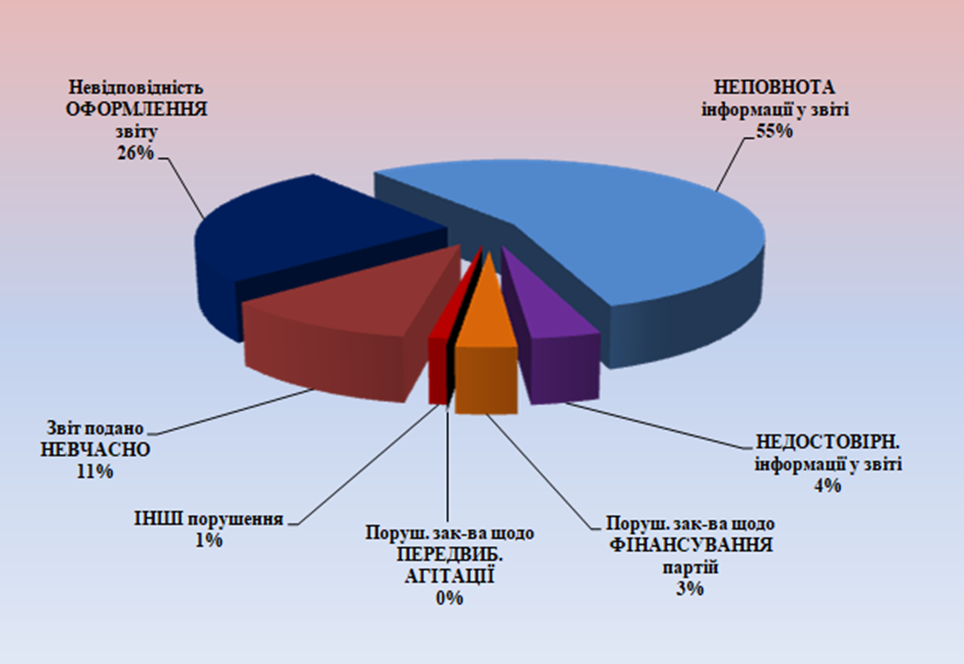 Невідповідність
ОФОРМЛЕННЯ
звіту
26%
НЕПОВНОТА
інформації у звіті
55%
Звіт подано
НЕВЧАСНО
11%
ІНШІ порушення
1%
Поруш. зак-ва щодо
ПЕРЕДВИБ.
АГІТАЦІЇ
0%
Поруш. зак-ва щодо
ФІНАНСУВАННЯ
партій
3%
НЕДОСТОВІРН.
інформації у звіті
4%